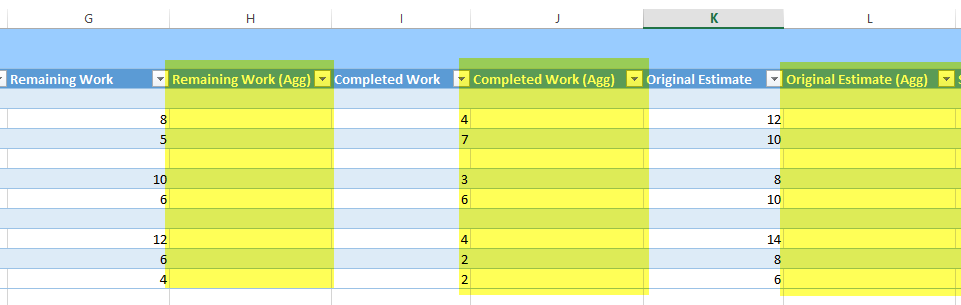 G H I J K L
Remaining Work Remaining Work (Agg) Completed Work Completed Work (Agg) Original Estimate Original Estimate (Agg) S
8 4 12
5 7 10
10 3 8
6 6 10
12 4 14
6 2 8
4 2 6